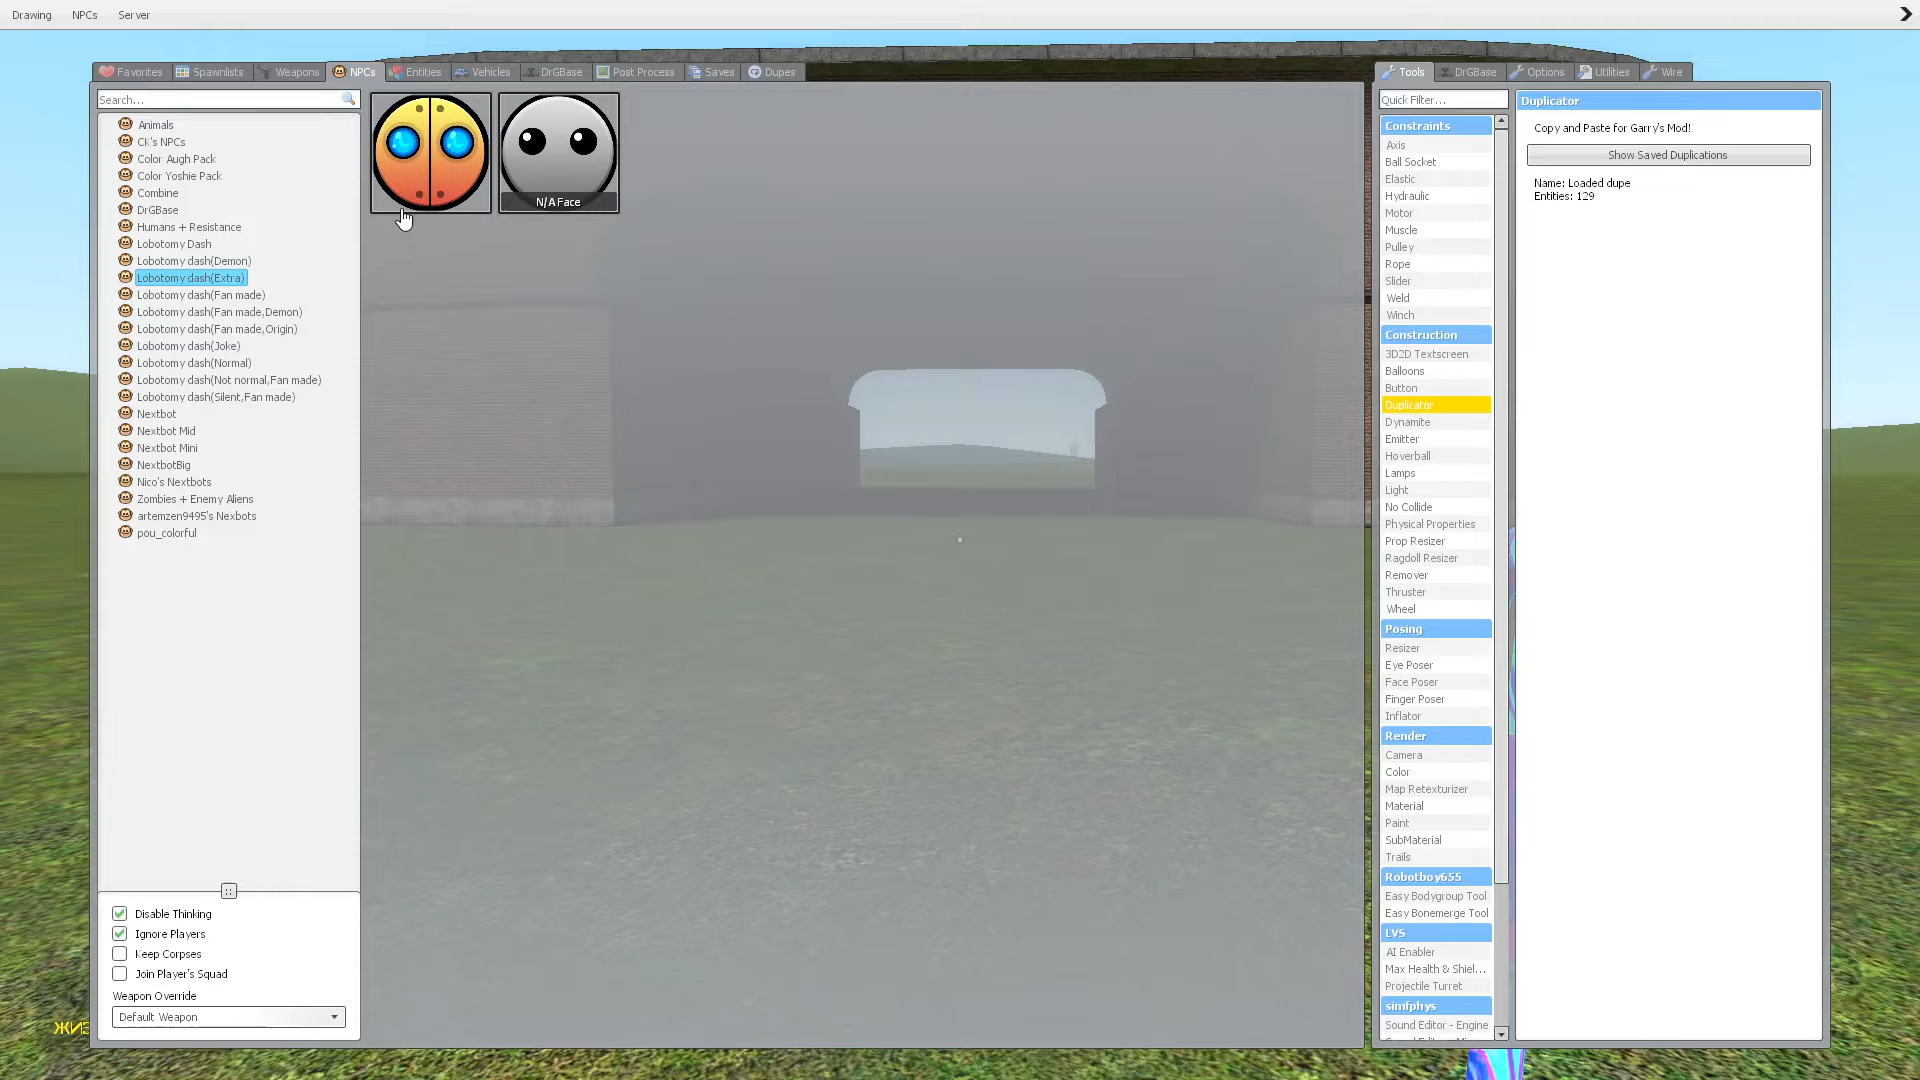 Drawing NPCs Server
Favorites Spawnlists Weapons NPCs Entities Vehicles DrGBase Post Process Saves Dupes
Search...
Animals
CK's NPCs
Color Augh Pack
Color Yoshie Pack
Combine
DrGBase
Humans + Resistance
Lobotomy Dash
Lobotomy dash(Demon)
Lobotomy dash(Extra)
Lobotomy dash(Fan made)
Lobotomy dash(Fan made,Demon)
Lobotomy dash(Fan made,Origin)
Lobotomy dash(Joke)
Lobotomy dash(Normal)
Lobotomy dash(Not normal,Fan made)
Lobotomy dash(Silent,Fan made)
Nextbot
Nextbot Mid
Nextbot Mini
NextbotBig
Nico's Nextbots
Zombies + Enemy Aliens
artemzen9495's Nexbots
pou_colorful
Disable Thinking
Ignore Players
Keep Corpses
Join Player's Squad
Weapon Override
Default Weapon
N/A Face
Tools DrGBase Options Utilities Wire
Quick Filter...
Constraints
Axis
Ball Socket
Elastic
Hydraulic
Motor
Muscle
Pulley
Rope
Slider
Weld
Winch
Construction
3D2D Textscreen
Balloons
Button
Duplicator
Dynamite
Emitter
Hoverball
Lamps
Light
No Collide
Physical Properties
Prop Resizer
Ragdoll Resizer
Remover
Thruster
Wheel
Posing
Resizer
Eye Poser
Face Poser
Finger Poser
Inflator
Render
Camera
Color
Map Retexturizer
Material
Paint
SubMaterial
Trails
Robotboy655
Easy Bodygroup Tool
Easy Bonemerge Tool
LVS
AI Enabler
Max Health & Shiel...
Projectile Turret
simfphys
Sound Editor - Engine
Duplicator
Copy and Paste for Garry's Mod!
Show Saved Duplications
Name: Loaded dupe
Entities: 129